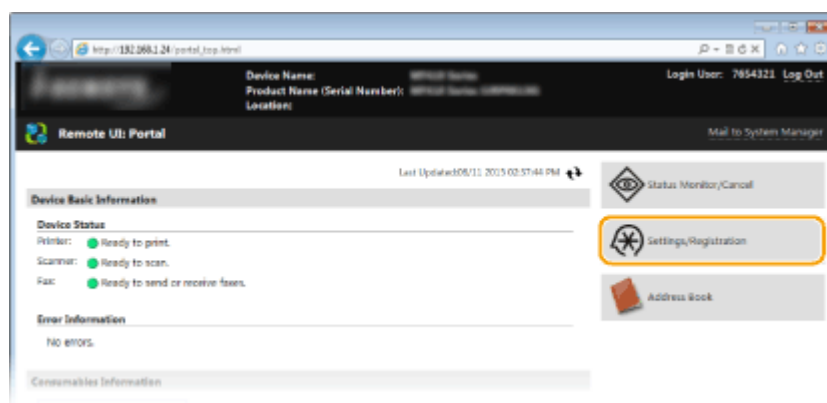 http://192.168.1.24/portal_top.html
Device Name:
Login User: 7654321 Log Out
Product Name (Serial Number):
Location:
Remote UI: Portal
Mail to System Manager
Last Updated:08/11 2015 02:57:44 PM
Status Monitor/Cancel
Device Basic Information
Device Status
Printer: Ready to print.
Settings/Registration
Scanner: Ready to scan.
Fax: Ready to send or receive faxes.
Address Book
Error Information
No errors.
Consumables Information